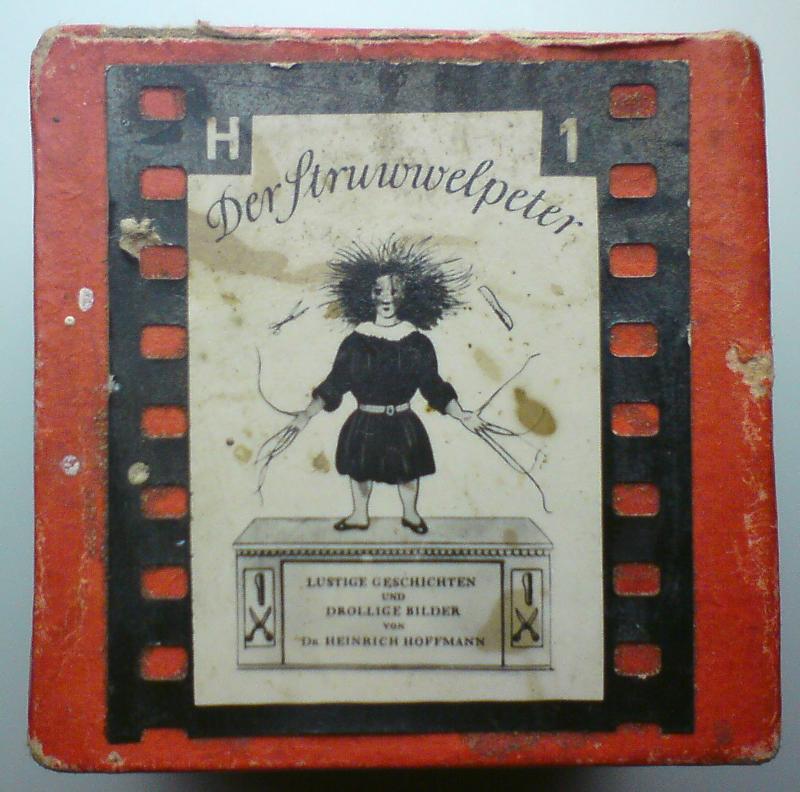 H 1
Der Struwwelpeter
LUSTIGE GESCHICHTEN
UND
DROLLIGE BILDER
VON
DR. HEINRICH HOFFMANN